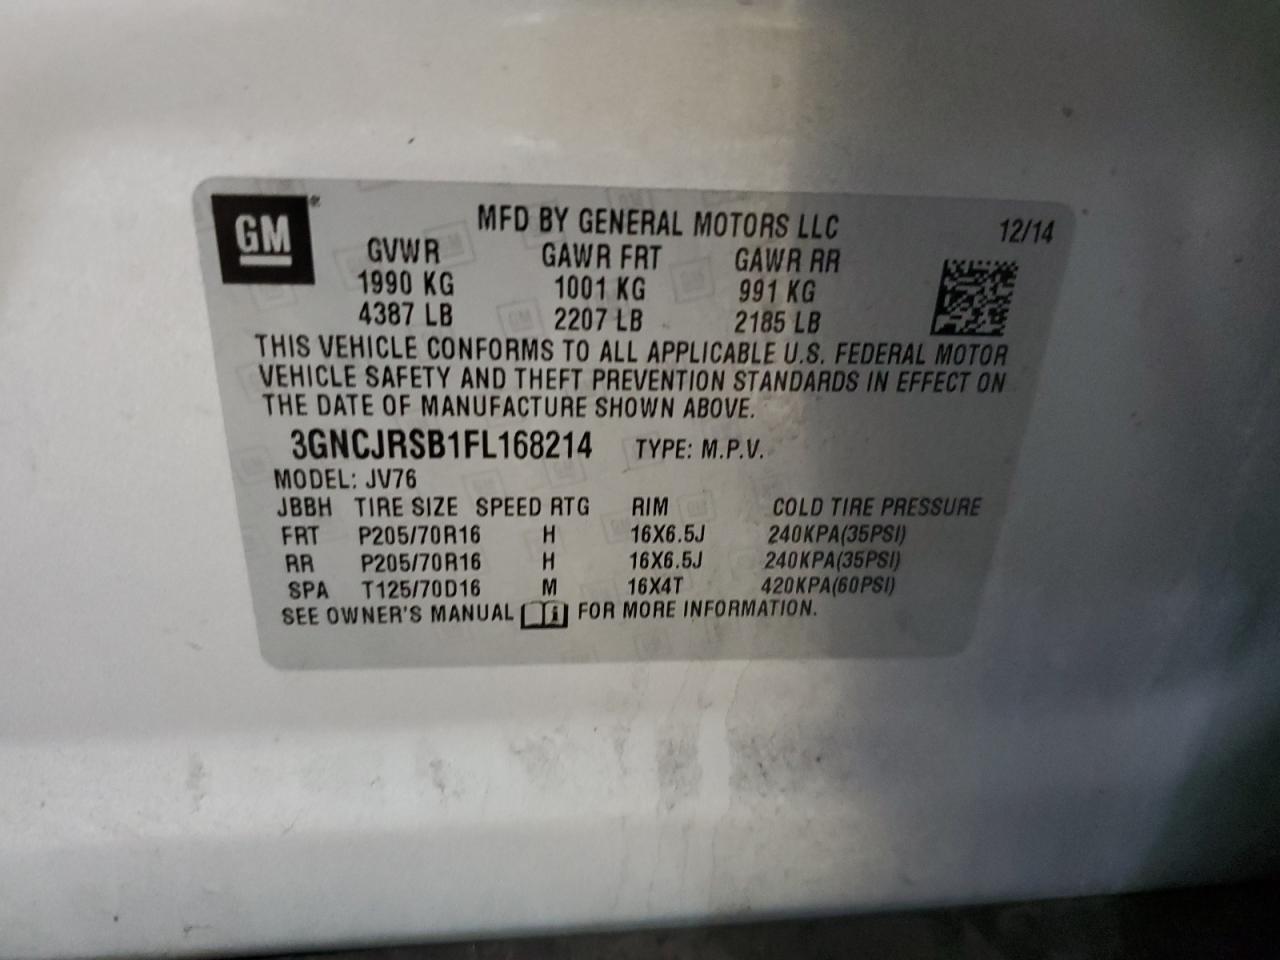 GM
MFD BY GENERAL MOTORS LLC 12/14
GVWR GAWR FRT GAWR RR
1990 KG 1001 KG 991 KG
4387 LB 2207 LB 2185 LB
THIS VEHICLE CONFORMS TO ALL APPLICABLE U.S. FEDERAL MOTOR
VEHICLE SAFETY AND THEFT PREVENTION STANDARDS IN EFFECT ON
THE DATE OF MANUFACTURE SHOWN ABOVE.
3GNCJRSB1FL168214 TYPE: M.P.V.
MODEL: JV76
JBBH TIRE SIZE SPEED RTG RIM COLD TIRE PRESSURE
FRT P205/70R16 H 16X6.5J 240KPA(35PSI)
RR P205/70R16 H 16X6.5J 240KPA(35PSI)
SPA T125/70D16 M 16X4T 420KPA(60PSI)
SEE OWNER'S MANUAL i FOR MORE INFORMATION.